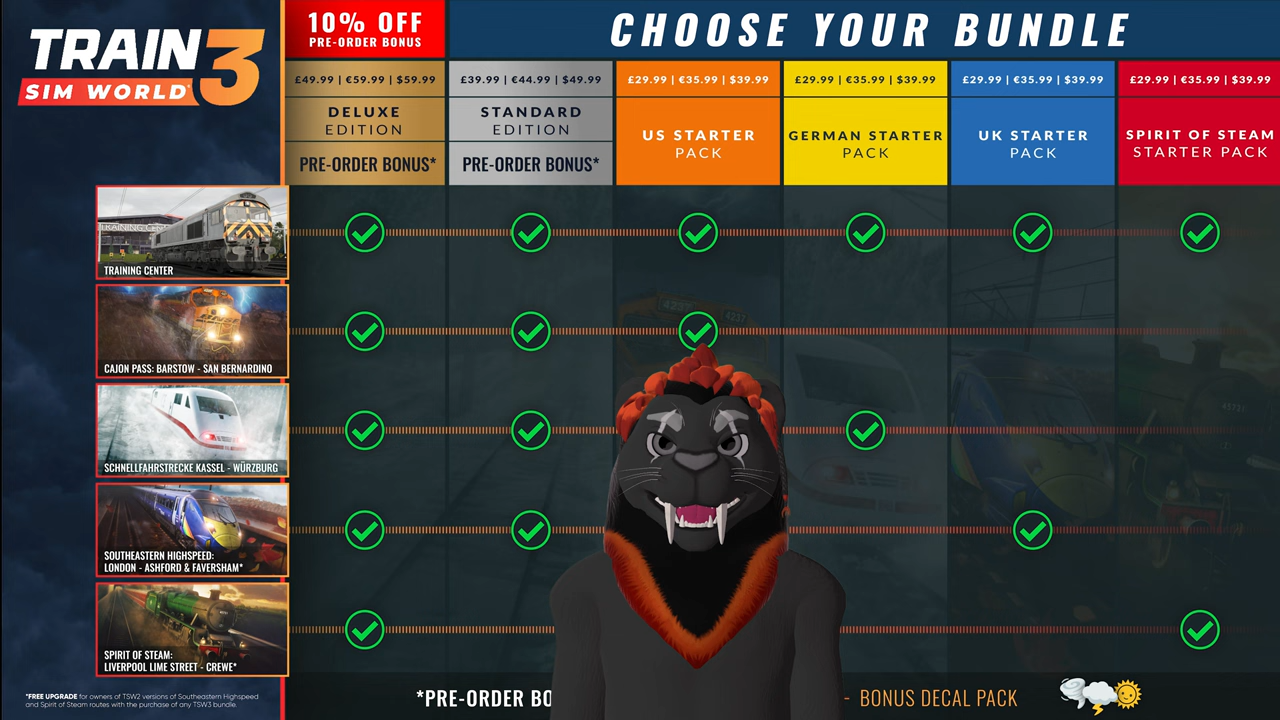 TRAIN
SIM WORLD 3
10% OFF
PRE-ORDER BONUS
CHOOSE YOUR BUNDLE
£49.99 | €59.99 | $59.99
£39.99 | €44.99 | $49.99
£29.99 | €35.99 | $39.99
£29.99 | €35.99 | $39.99
£29.99 | €35.99 | $39.99
£29.99 | €35.99 | $39.99
DELUXE
EDITION
PRE-ORDER BONUS*
STANDARD
EDITION
PRE-ORDER BONUS*
US STARTER
PACK
GERMAN STARTER
PACK
UK STARTER
PACK
SPIRIT OF STEAM
STARTER PACK
TRAINING CENTER
CAJON PASS: BARSTOW - SAN BERNARDINO
SCHNELLFAHRSTRECKE KASSEL - WÜRZBURG
SOUTHEASTERN HIGHSPEED:
LONDON - ASHFORD & FAVERSHAM*
SPIRIT OF STEAM:
LIVERPOOL LIME STREET - CREWE*
*FREE UPGRADE for owners of TSW2 versions of Southeastern Highspeed
and Spirit of Steam routes with the purchase of any TSW3 bundle.
*PRE-ORDER BO
- BONUS DECAL PACK